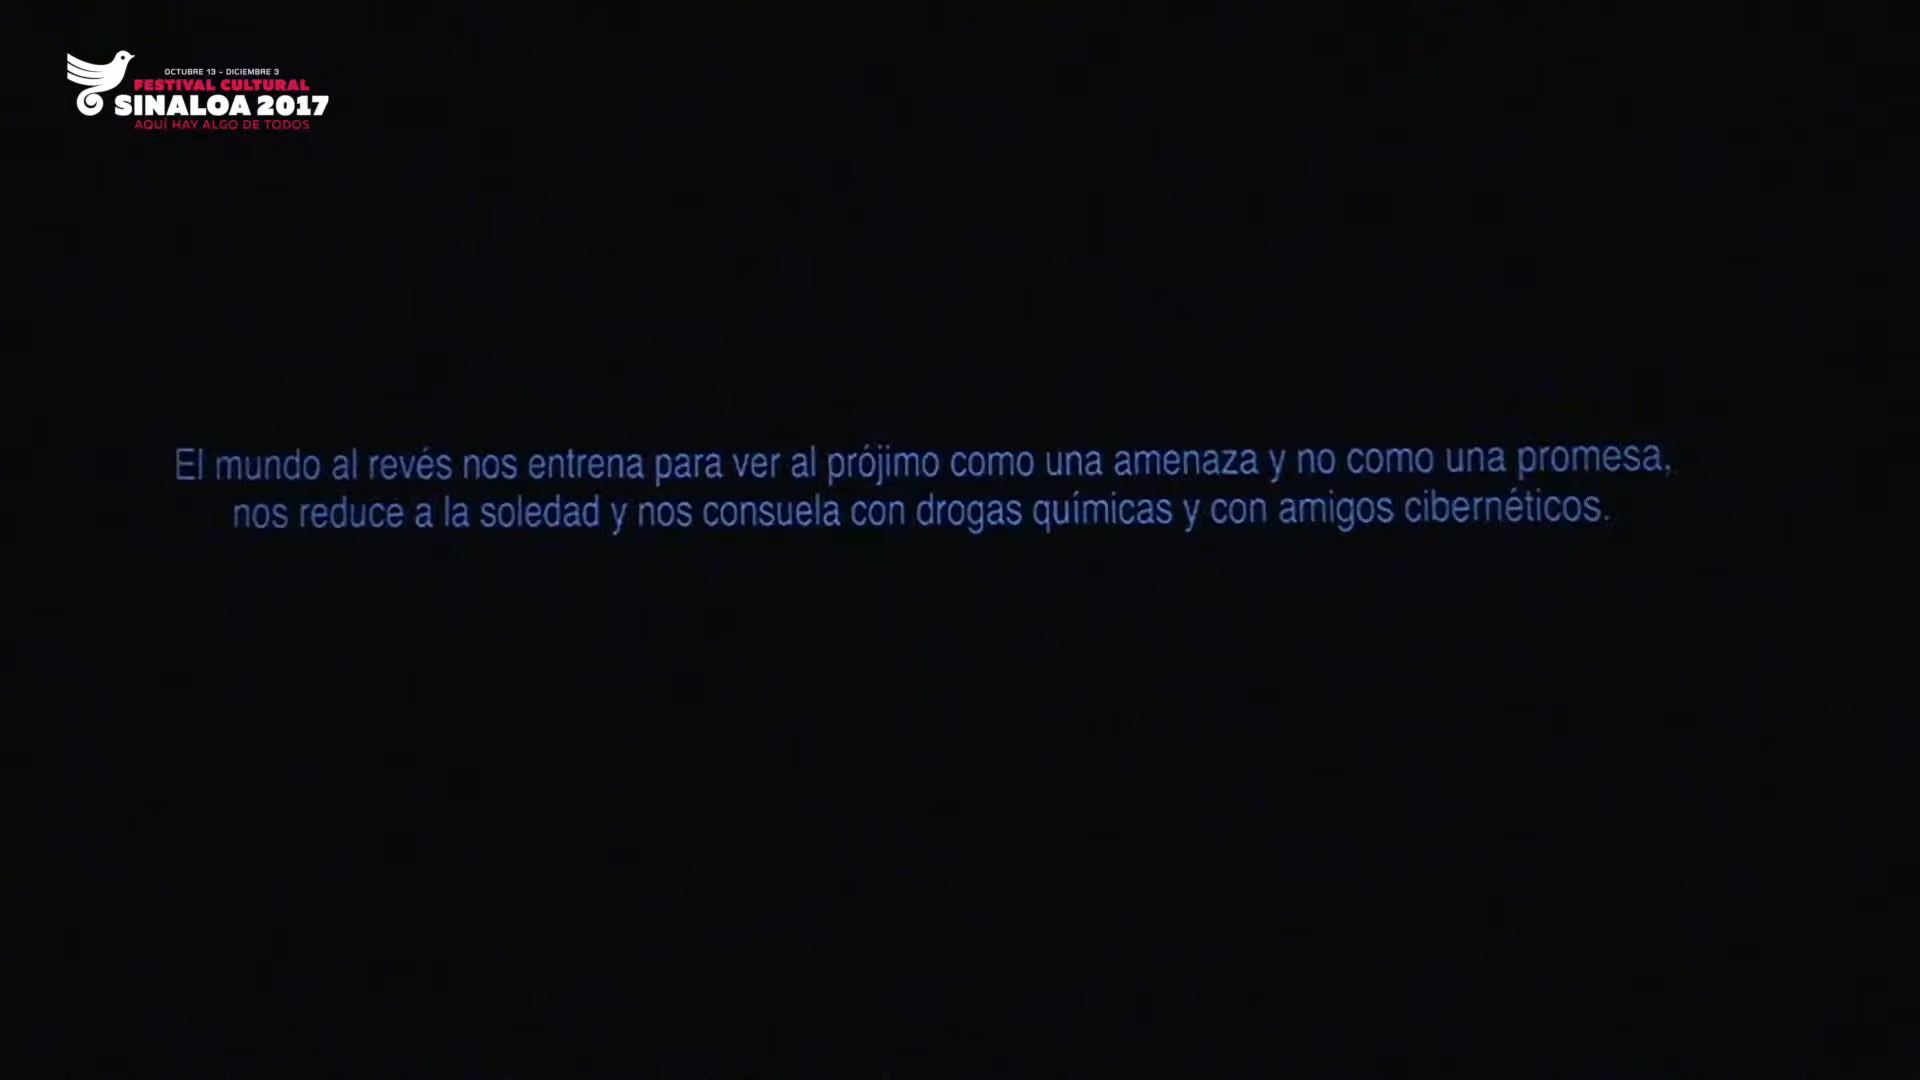 OCTUBRE 13 - DICIEMBRE 3
FESTIVAL CULTURAL
SINALOA 2017
AQUÍ HAY ALGO DE TODOS
El mundo al revés nos entrena para ver al prójimo como una amenaza y no como una promesa,
nos reduce a la soledad y nos consuela con drogas químicas y con amigos cibernéticos.